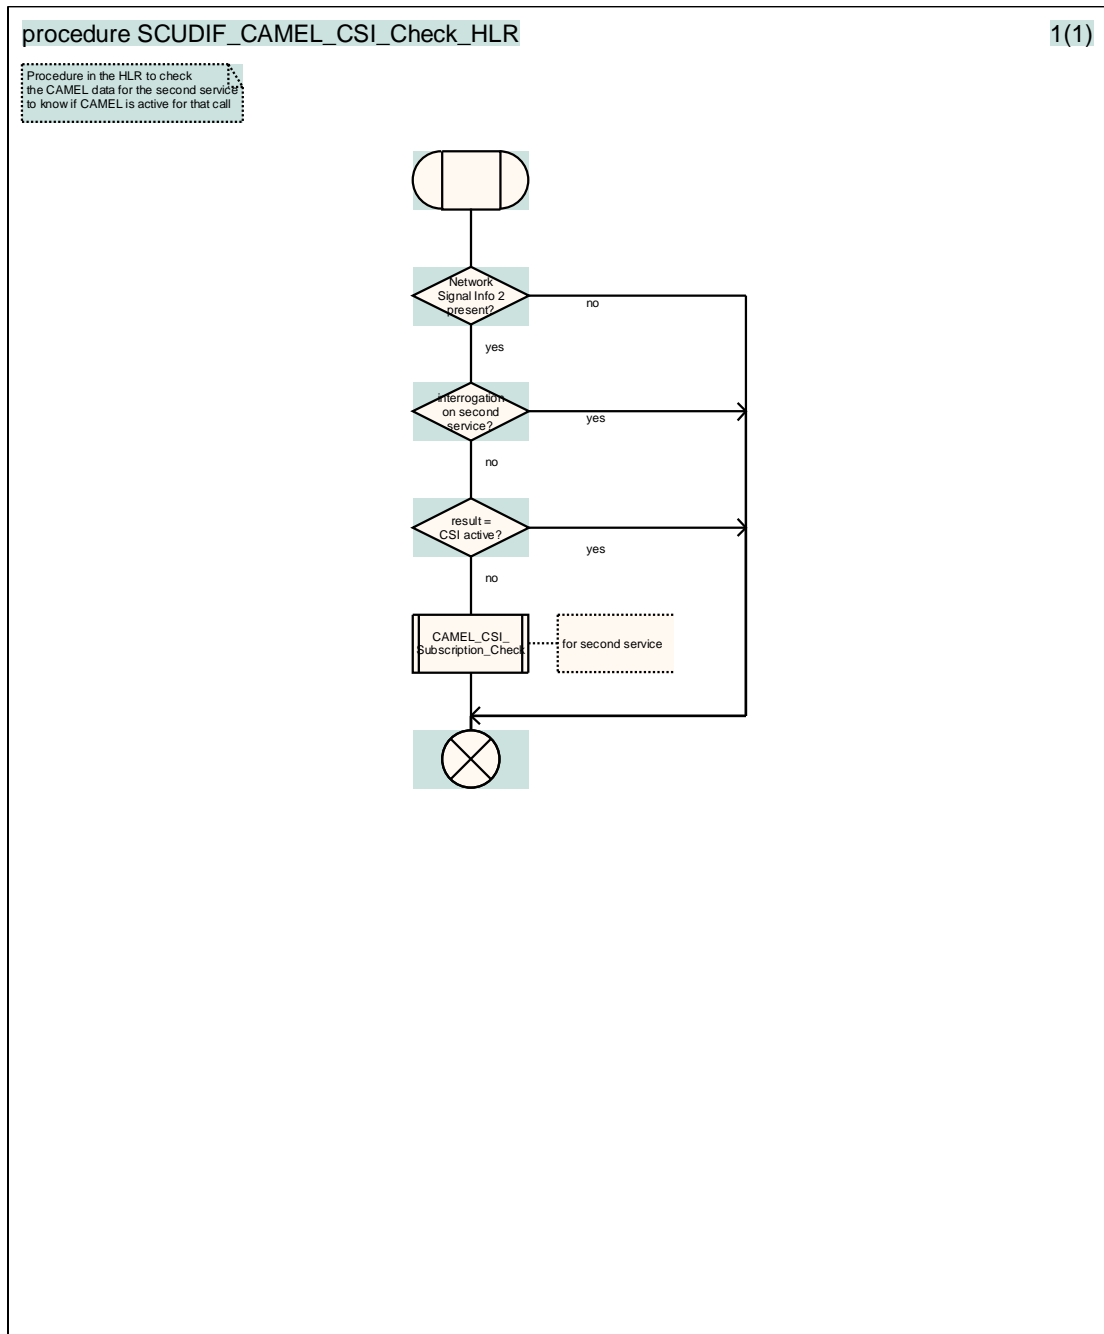 procedure SCUDIF_CAMEL_CSI_Check_HLR
1(1)
Procedure in the HLR to check
the CAMEL data for the second service
to know if CAMEL is active for that call
Network
Signal Info 2
present?
no
yes
interrogation
on second
service?
yes
no
result =
CSI active?
yes
no
CAMEL_CSI_
Subscription_Check
for second service